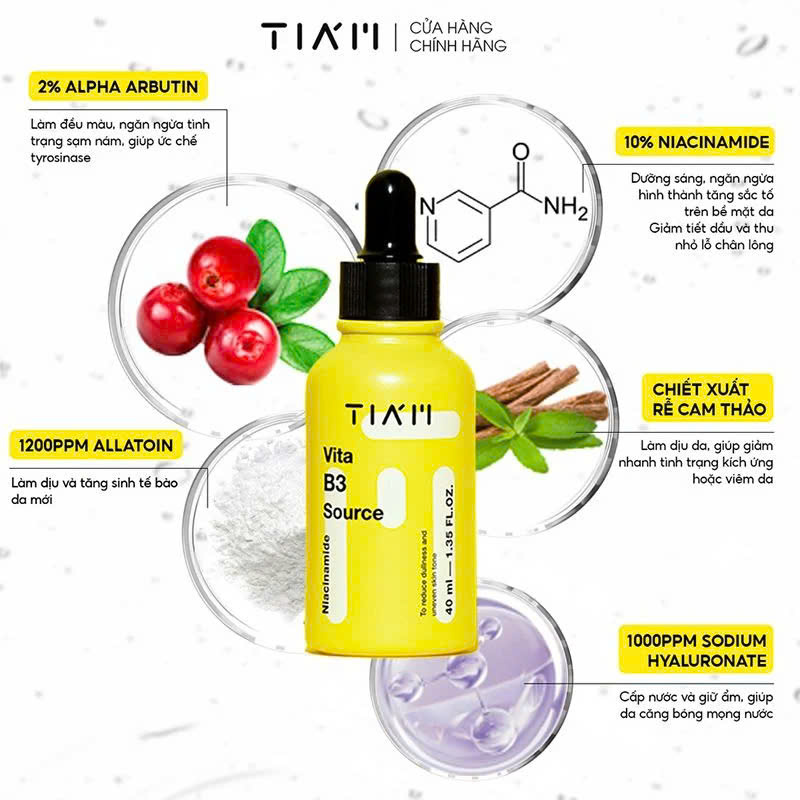 TIA'M
CỬA HÀNG
CHÍNH HÃNG
2% ALPHA ARBUTIN
Làm đều màu, ngăn ngừa tình
trạng sạm nám, giúp ức chế
tyrosinase
10% NIACINAMIDE
Dưỡng sáng, ngăn ngừa
hình thành tăng sắc tố
trên bề mặt da
Giảm tiết dầu và thu
nhỏ lỗ chân lông
N
O
NH2
1200PPM ALLATOIN
Làm dịu và tăng sinh tế bào
da mới
CHIẾT XUẤT
RỄ CAM THẢO
Làm dịu da, giúp giảm
nhanh tình trạng kích ứng
hoặc viêm da
TIA'M
Vita
B3
Source
Niacinamide
To reduce dullness and
uneven skin tone
40 ml — 1.35 FL.OZ.
1000PPM SODIUM
HYALURONATE
Cấp nước và giữ ẩm, giúp
da căng bóng mọng nước